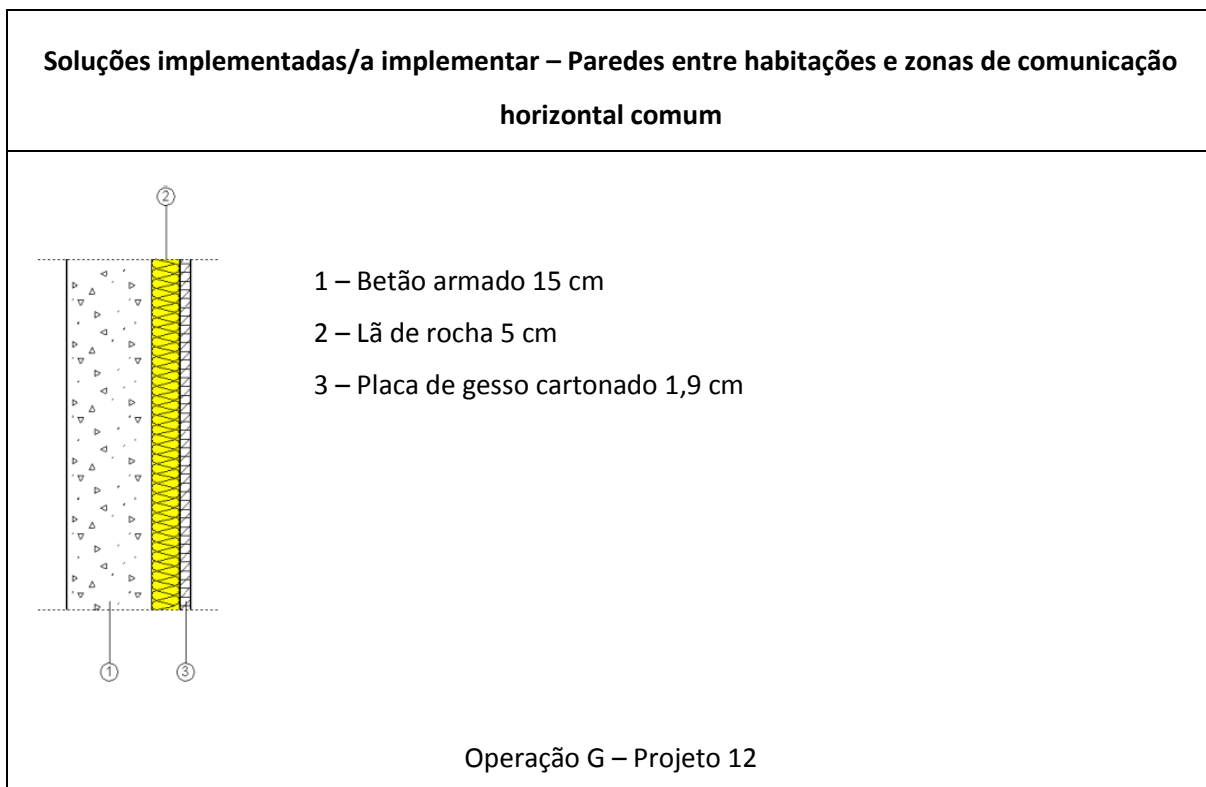 Soluções implementadas/a implementar – Paredes entre habitações e zonas de comunicação
horizontal comum
2
1 – Betão armado 15 cm
2 – Lã de rocha 5 cm
3 – Placa de gesso cartonado 1,9 cm
1
3
Operação G – Projeto 12